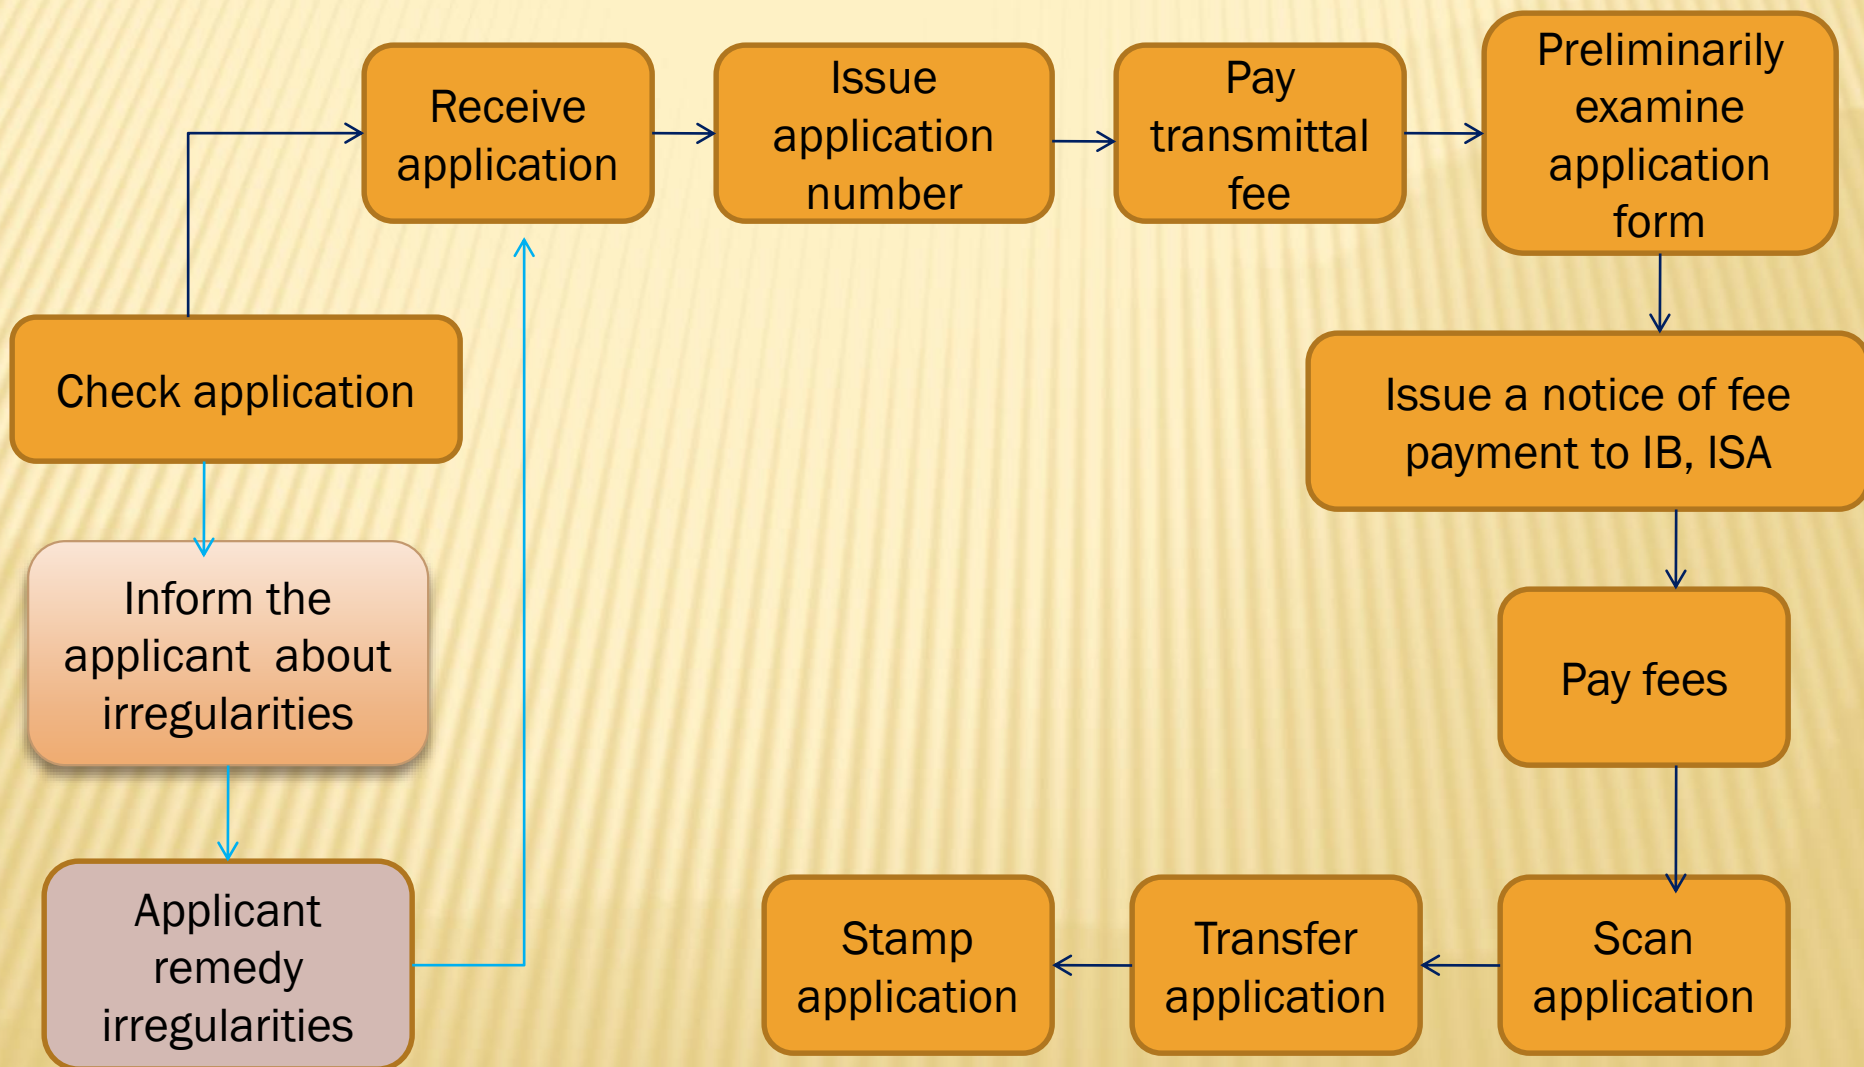 Receive
application
Issue
application
number
Pay
transmittal
fee
Preliminarily
examine
application
form
Check application
Issue a notice of fee
payment to IB, ISA
Inform the
applicant  about
irregularities
Pay fees
Applicant
remedy
irregularities
Stamp
application
Transfer
application
Scan
application